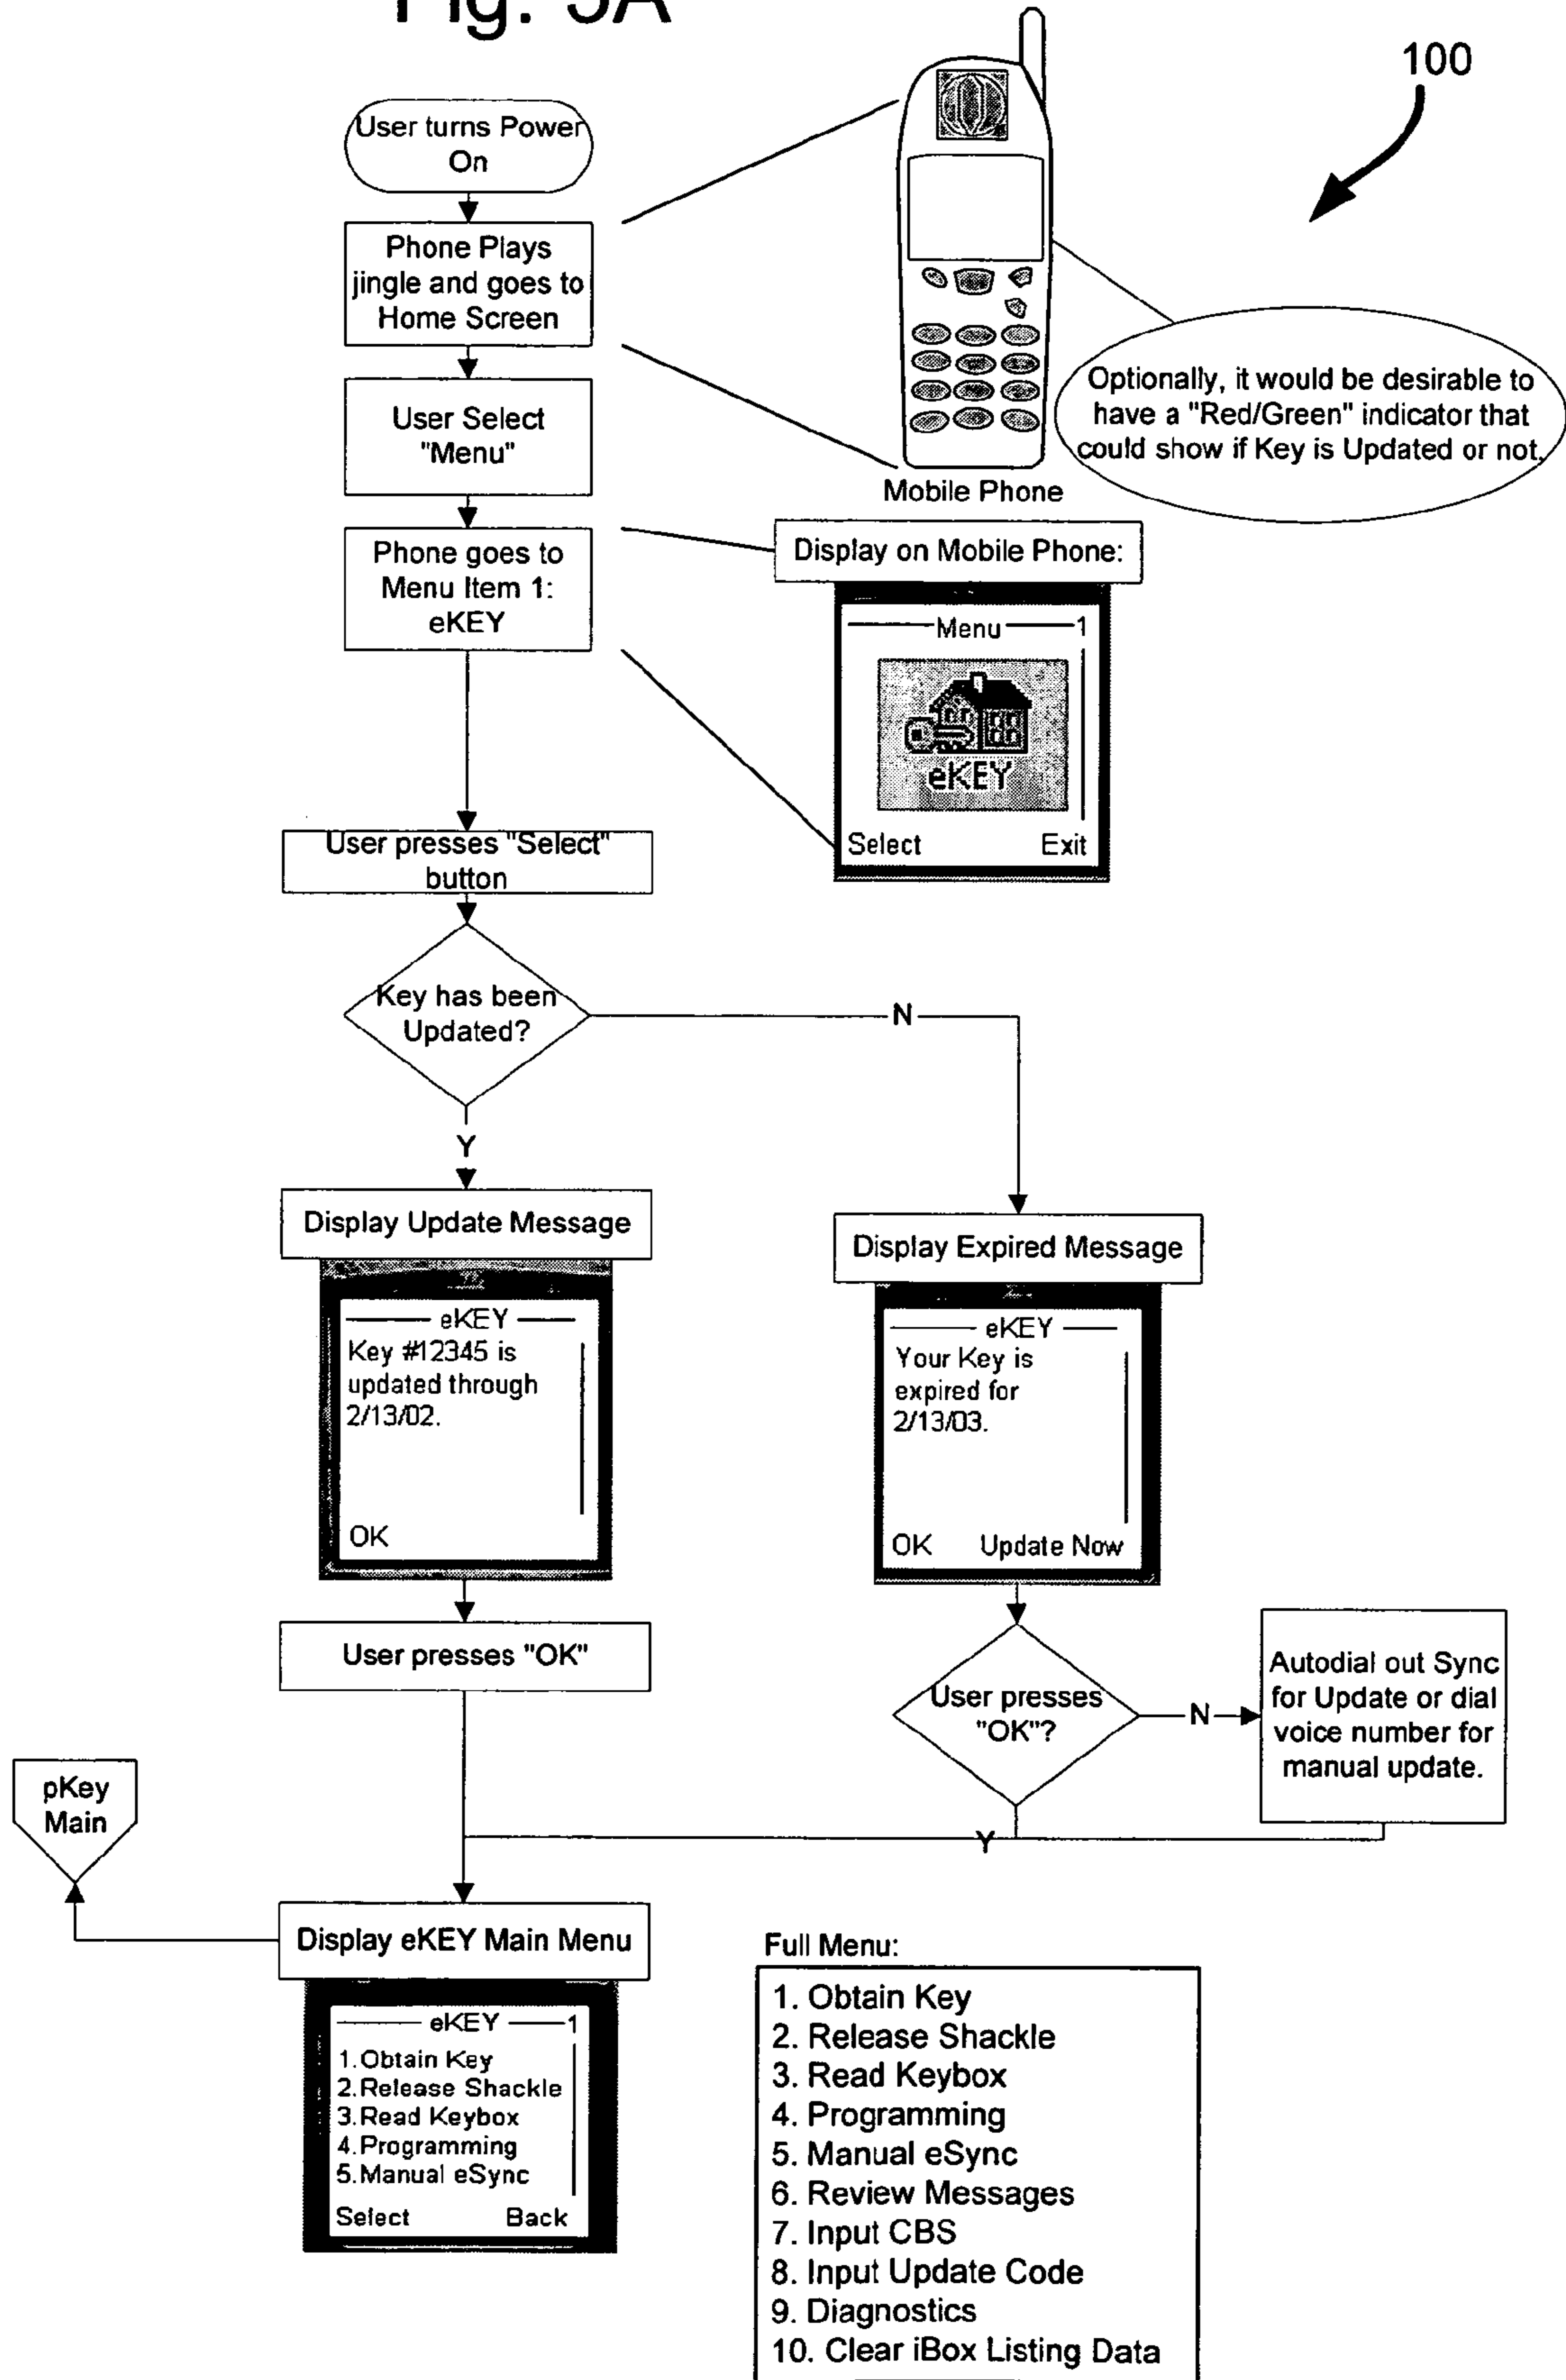 Fig. 5A
100
User turns Power
On
Phone Plays
jingle and goes to
Home Screen
User Select
"Menu"
Phone goes to
Menu Item 1:
eKEY
Mobile Phone
Optionally, it would be desirable to
have a "Red/Green" indicator that
could show if Key is Updated or not.
Display on Mobile Phone:
Menu 1
eKEY
Select Exit
User presses "Select"
button
Key has been
Updated?
N
Y
Display Update Message
eKEY
Key #12345 is
updated through
2/13/02.
OK
Display Expired Message
eKEY
Your Key is
expired for
2/13/03.
OK Update Now
User presses "OK"
User presses
"OK"?
N
Autodial out Sync
for Update or dial
voice number for
manual update.
Y
pKey
Main
Display eKEY Main Menu
eKEY 1
1.Obtain Key
2.Release Shackle
3.Read Keybox
4.Programming
5.Manual eSync
Select Back
Full Menu:
1. Obtain Key
2. Release Shackle
3. Read Keybox
4. Programming
5. Manual eSync
6. Review Messages
7. Input CBS
8. Input Update Code
9. Diagnostics
10. Clear iBox Listing Data